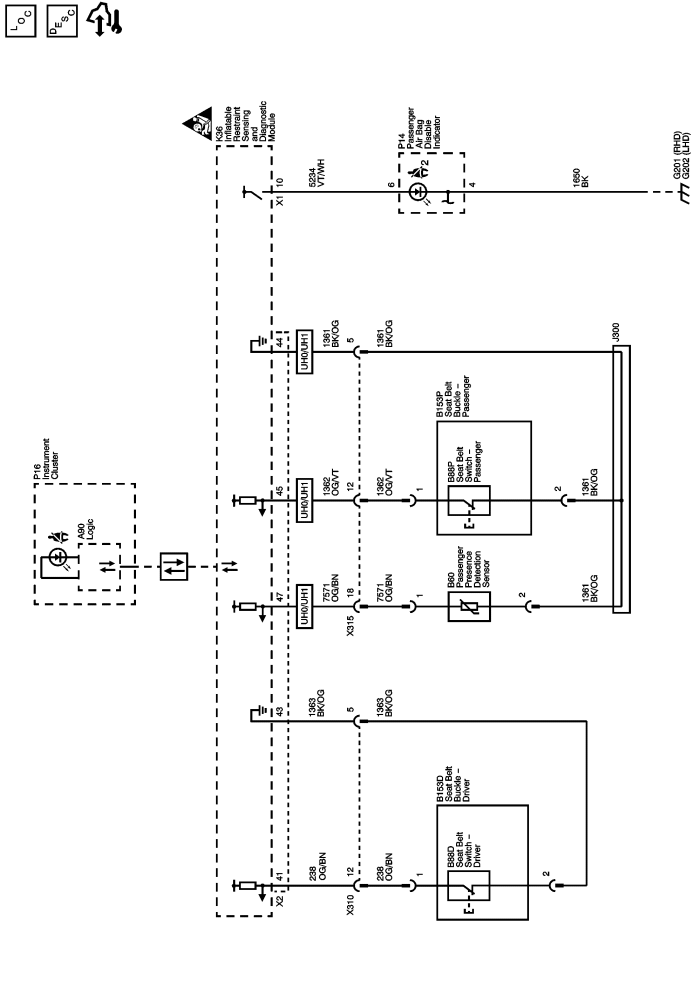 LOC
DESC
K36
Inflatable
Restraint
Sensing
and
Diagnostic
Module
P14
Passenger
Air Bag
Disable
Indicator
2
X1
10
5234
VT/WH
6
4
1650
BK
G201 (RHD)
G202 (LHD)
44
UH0/UH1
1361
BK/OG
5
1361
BK/OG
J300
P16
Instrument
Cluster
A90
Logic
45
UH0/UH1
1362
OG/VT
12
1362
OG/VT
1
B153P
Seat Belt
Buckle –
Passenger
B88P
Seat Belt
Switch –
Passenger
2
1361
BK/OG
47
UH0/UH1
7571
OG/BN
18
X315
7571
OG/BN
1
B60
Passenger
Presence
Detection
Sensor
2
1361
BK/OG
43
1363
BK/OG
5
1363
BK/OG
X2
41
238
OG/BN
12
X310
238
OG/BN
1
B153D
Seat Belt
Buckle –
Driver
B88D
Seat Belt
Switch –
Driver
2